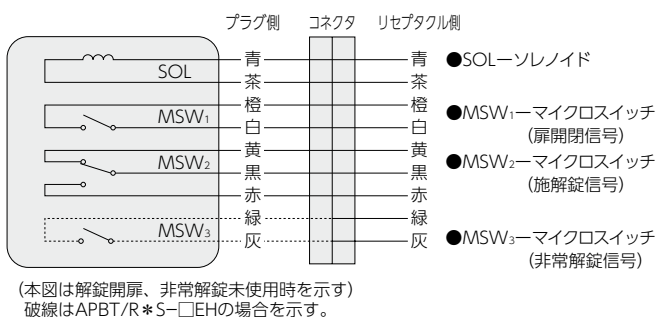 プラグ側 コネクタ リセプタクル側
青 青 ●SOLーソレノイド
SOL
茶 茶
橙 橙 ●MSW₁ーマイクロスイッチ
MSW₁
白 白 (扉開閉信号)
黄 黄 ●MSW₂ーマイクロスイッチ
MSW₂
黒 黒 (施解錠信号)
赤 赤
緑 緑
MSW₃
灰 灰 ●MSW₃ーマイクロスイッチ
(非常解錠信号)
(本図は解錠開扉、非常解錠未使用時を示す)
破線はAPBT/R＊S−□EHの場合を示す。